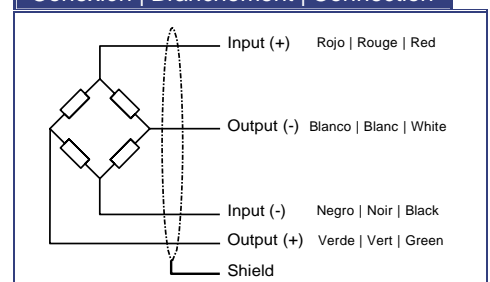 Conexión | Branchement | Connection
Input (+) Rojo | Rouge | Red
Output (-) Blanco | Blanc | White
Input (-) Negro | Noir | Black
Output (+) Verde | Vert | Green
Shield